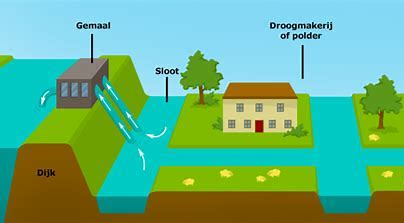 Gemaal
Droogmakerij
of polder
Sloot
Dijk